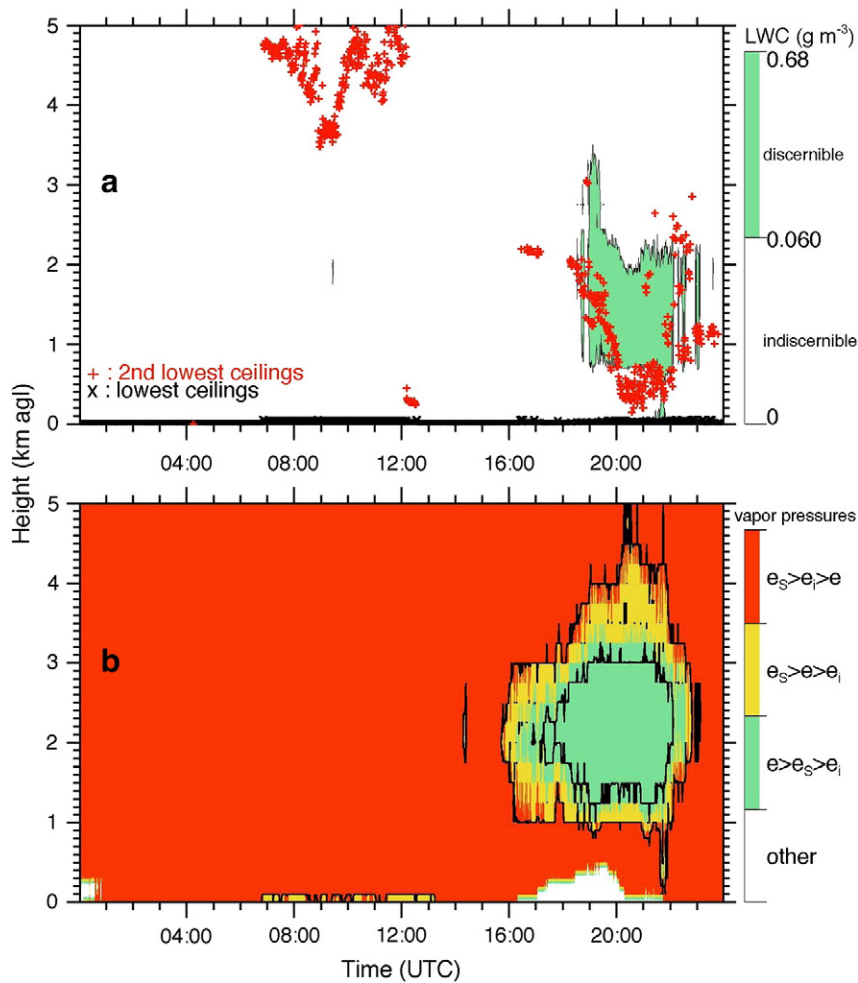 LWC (g m⁻³)
5
0.68
4
discernible
a
3
0.060
2
1
indiscernible
+ : 2nd lowest ceilings
x : lowest ceilings
0
0
04:00 08:00 12:00 16:00 20:00
Height (km agl)
5
vapor pressures
4
eS>ei>e
b
3
eS>e>ei
2
e>eS>ei
1
other
0
04:00 08:00 12:00 16:00 20:00
Time (UTC)